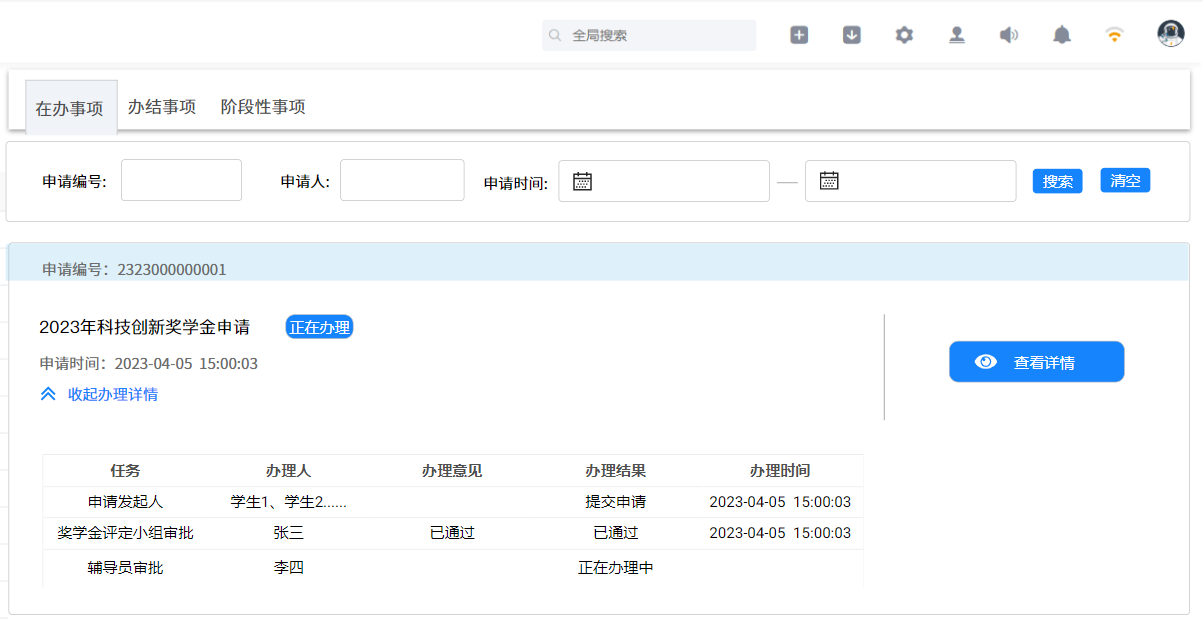 全局搜索
在办事项 办结事项 阶段性事项
申请编号: 申请人: 申请时间: — 搜索 清空
申请编号：2323000000001
2023年科技创新奖学金申请 正在办理
申请时间：2023-04-05 15:00:03
查看详情
收起办理详情
任务 办理人 办理意见 办理结果 办理时间
申请发起人 学生1、学生2...... 提交申请 2023-04-05 15:00:03
奖学金评定小组审批 张三 已通过 已通过 2023-04-05 15:00:03
辅导员审批 李四 正在办理中